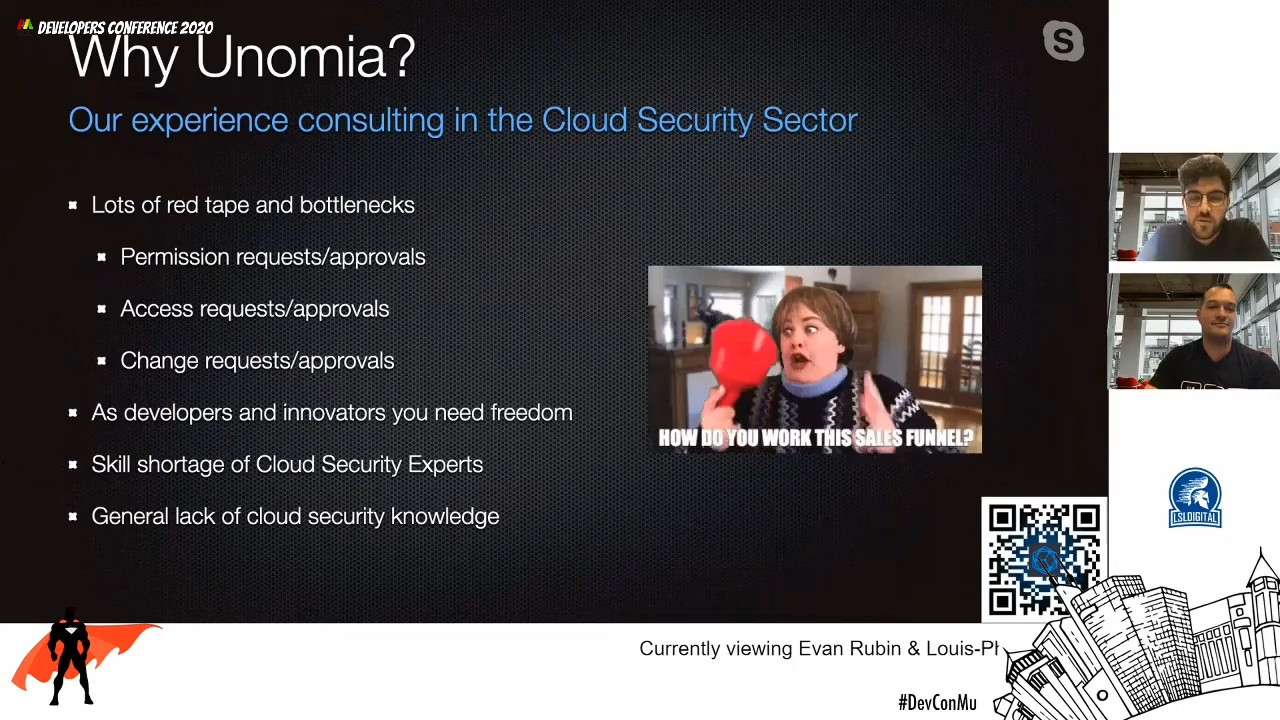 DEVELOPERS CONFERENCE 2020
Why Unomia?
Our experience consulting in the Cloud Security Sector
Lots of red tape and bottlenecks
Permission requests/approvals
Access requests/approvals
Change requests/approvals
As developers and innovators you need freedom
Skill shortage of Cloud Security Experts
General lack of cloud security knowledge
HOW DO YOU WORK THIS SALES FUNNEL?
S
LSLDIGITAL
Currently viewing Evan Rubin & Louis-Ph
#DevConMu